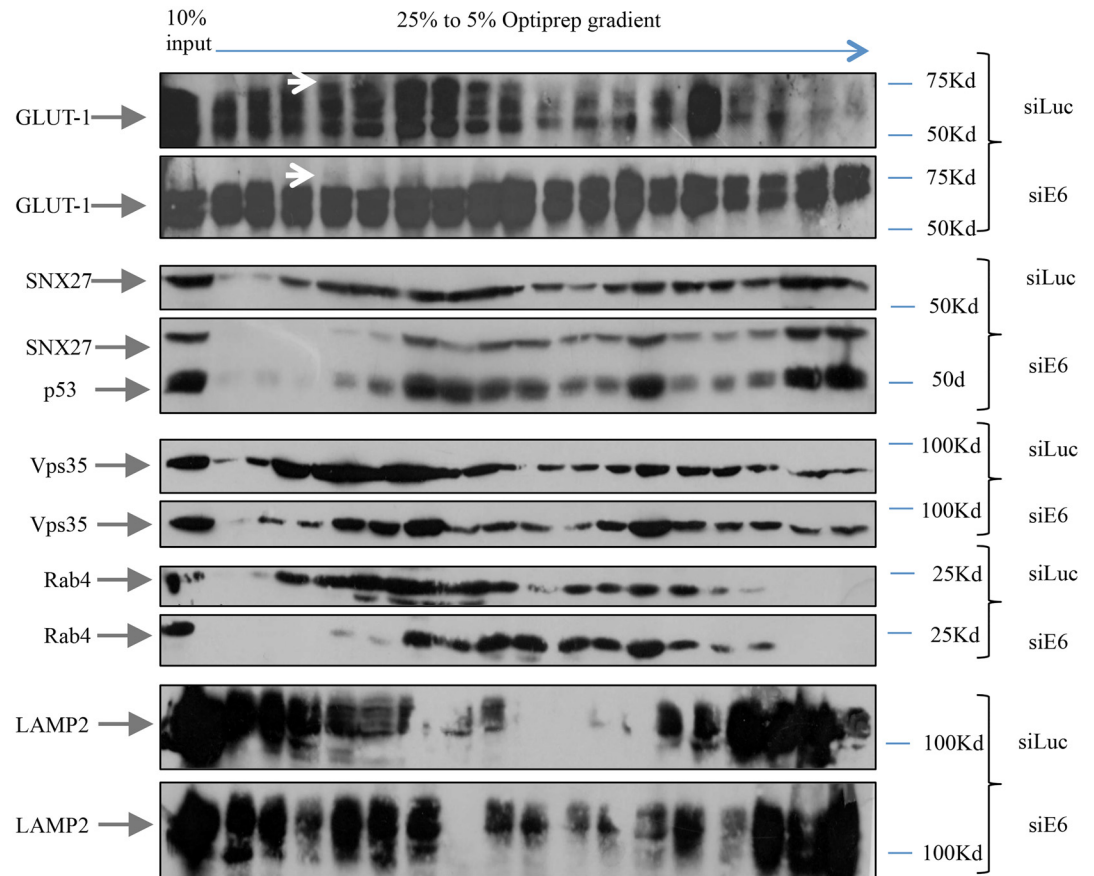 10%
input
25% to 5% Optiprep gradient
GLUT-1
75Kd
50Kd
siLuc
GLUT-1
75Kd
50Kd
siE6
SNX27
50Kd
siLuc
SNX27
p53
50d
siE6
Vps35
100Kd
siLuc
Vps35
100Kd
siE6
Rab4
25Kd
siLuc
Rab4
25Kd
siE6
LAMP2
100Kd
siLuc
LAMP2
100Kd
siE6